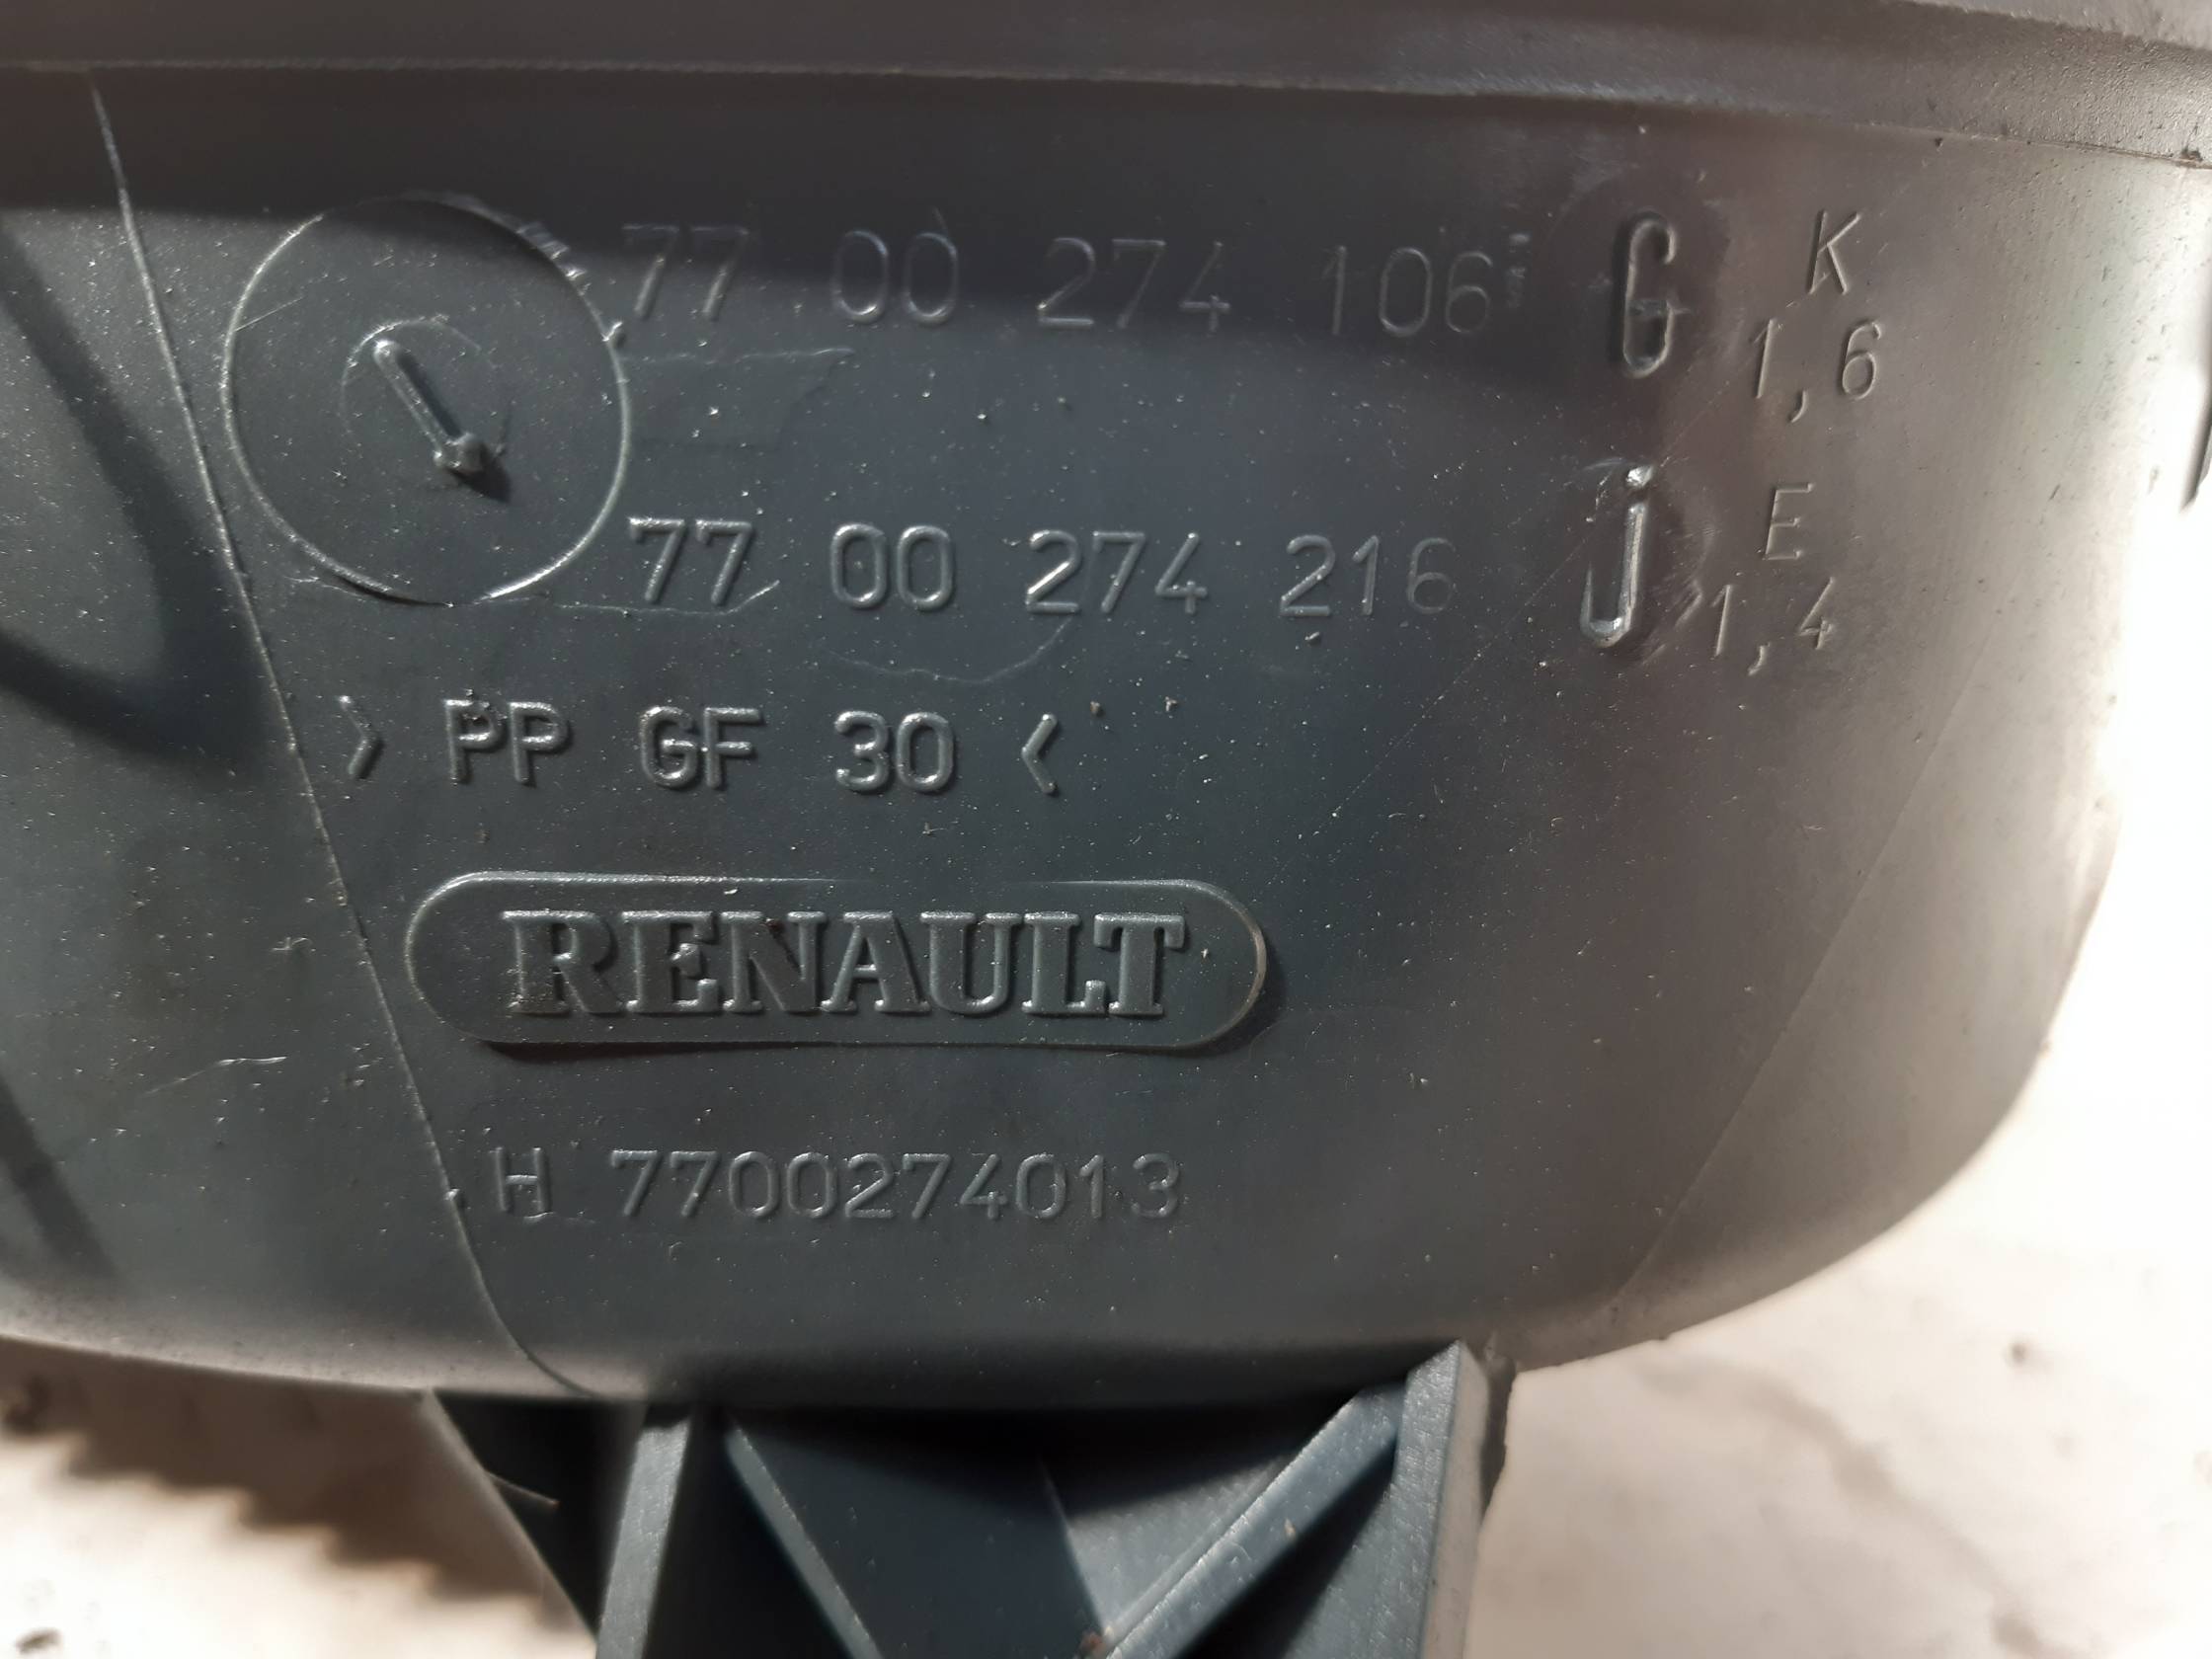 77 00 274 106 G K 1,6
77 00 274 216 J E 1,4
> PP GF 30 <
RENAULT
H 7700274013